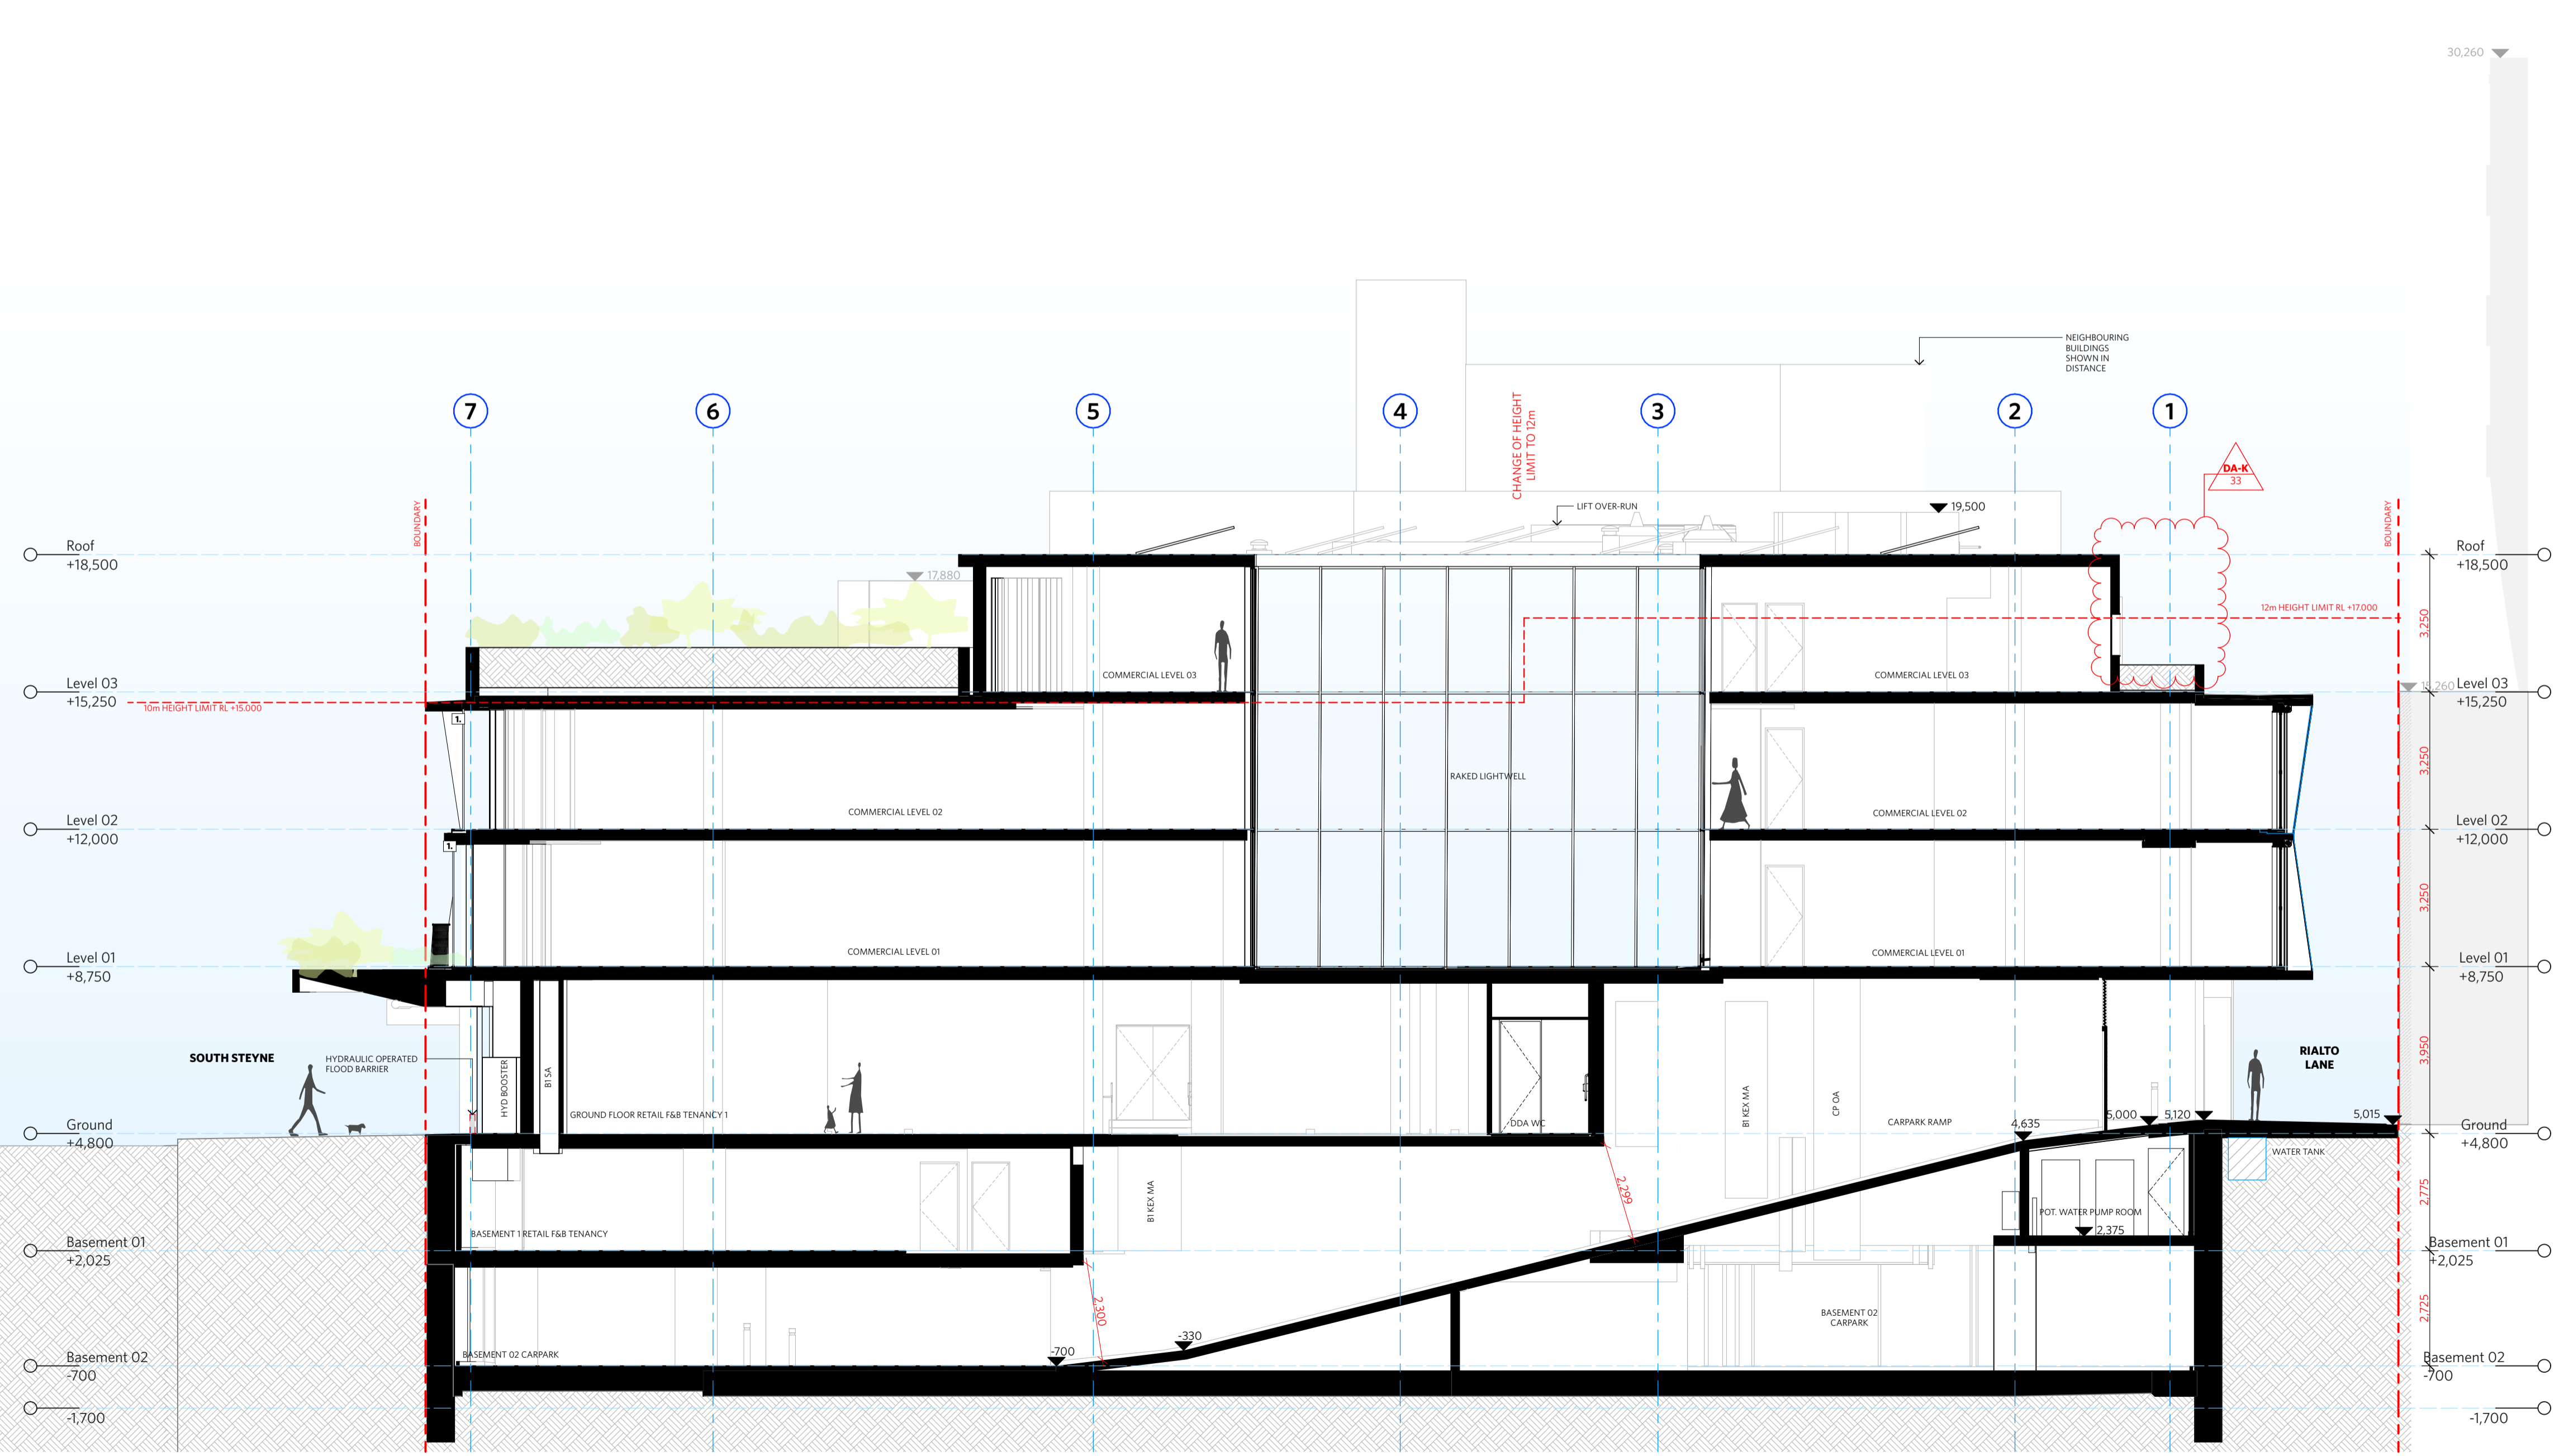 30,260
NEIGHBOURING
BUILDINGS
SHOWN IN
DISTANCE
CHANGE OF HEIGHT
LIMIT TO 12m
7
6
5
4
3
2
1
DA-K
33
BOUNDARY
BOUNDARY
LIFT OVER-RUN
19,500
Roof
+18,500
Roof
+18,500
17,880
12m HEIGHT LIMIT RL +17.000
3,250
COMMERCIAL LEVEL 03
COMMERCIAL LEVEL 03
Level 03
+15,250
15,260
Level 03
+15,250
10m HEIGHT LIMIT RL +15.000
1.
RAKED LIGHTWELL
3,250
COMMERCIAL LEVEL 02
COMMERCIAL LEVEL 02
Level 02
+12,000
Level 02
+12,000
1.
3,250
COMMERCIAL LEVEL 01
COMMERCIAL LEVEL 01
Level 01
+8,750
Level 01
+8,750
SOUTH STEYNE
HYDRAULIC OPERATED
FLOOD BARRIER
HYD BOOSTER
B1 SA
GROUND FLOOR RETAIL F&B TENANCY 1
DDA WC
B1 KEX MA
CP OA
CARPARK RAMP
RIALTO
LANE
3,950
4,635
5,000
5,120
5,015
Ground
+4,800
Ground
+4,800
WATER TANK
B1 KEX MA
2,299
POT. WATER PUMP ROOM
2,375
2,775
BASEMENT 1 RETAIL F&B TENANCY
Basement 01
+2,025
Basement 01
+2,025
2,300
BASEMENT 02
CARPARK
2,725
-330
-700
BASEMENT 02 CARPARK
Basement 02
-700
Basement 02
-700
-1,700
-1,700